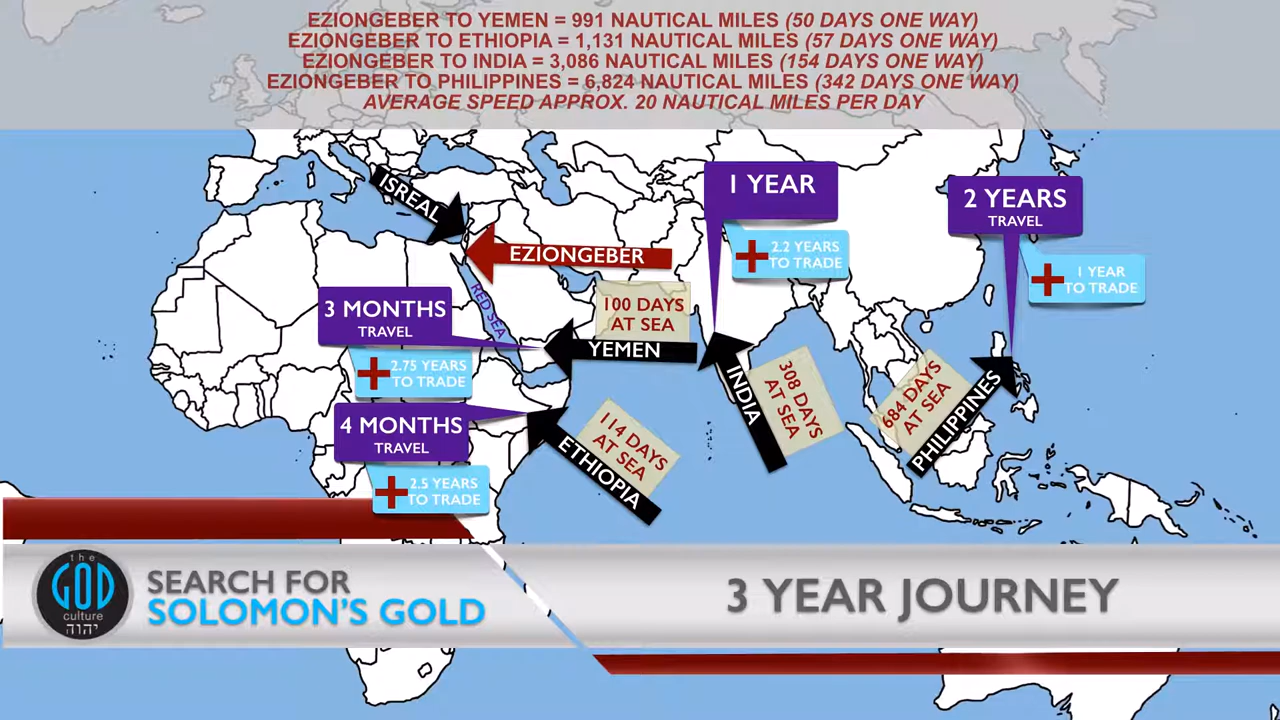 EZIONGEBER TO YEMEN = 991 NAUTICAL MILES (50 DAYS ONE WAY)
EZIONGEBER TO ETHIOPIA = 1,131 NAUTICAL MILES (57 DAYS ONE WAY)
EZIONGEBER TO INDIA = 3,086 NAUTICAL MILES (154 DAYS ONE WAY)
EZIONGEBER TO PHILIPPINES = 6,824 NAUTICAL MILES (342 DAYS ONE WAY)
AVERAGE SPEED APPROX. 20 NAUTICAL MILES PER DAY
ISREAL
EZIONGEBER
RED SEA
1 YEAR
2.2 YEARS
TO TRADE
2 YEARS
TRAVEL
1 YEAR
TO TRADE
3 MONTHS
TRAVEL
2.75 YEARS
TO TRADE
100 DAYS
AT SEA
YEMEN
4 MONTHS
TRAVEL
2.5 YEARS
TO TRADE
114 DAYS
AT SEA
ETHIOPIA
308 DAYS
AT SEA
INDIA
684 DAYS
AT SEA
PHILIPPINES
the
GOD
culture
יהוה
SEARCH FOR
SOLOMON'S GOLD
3 YEAR JOURNEY